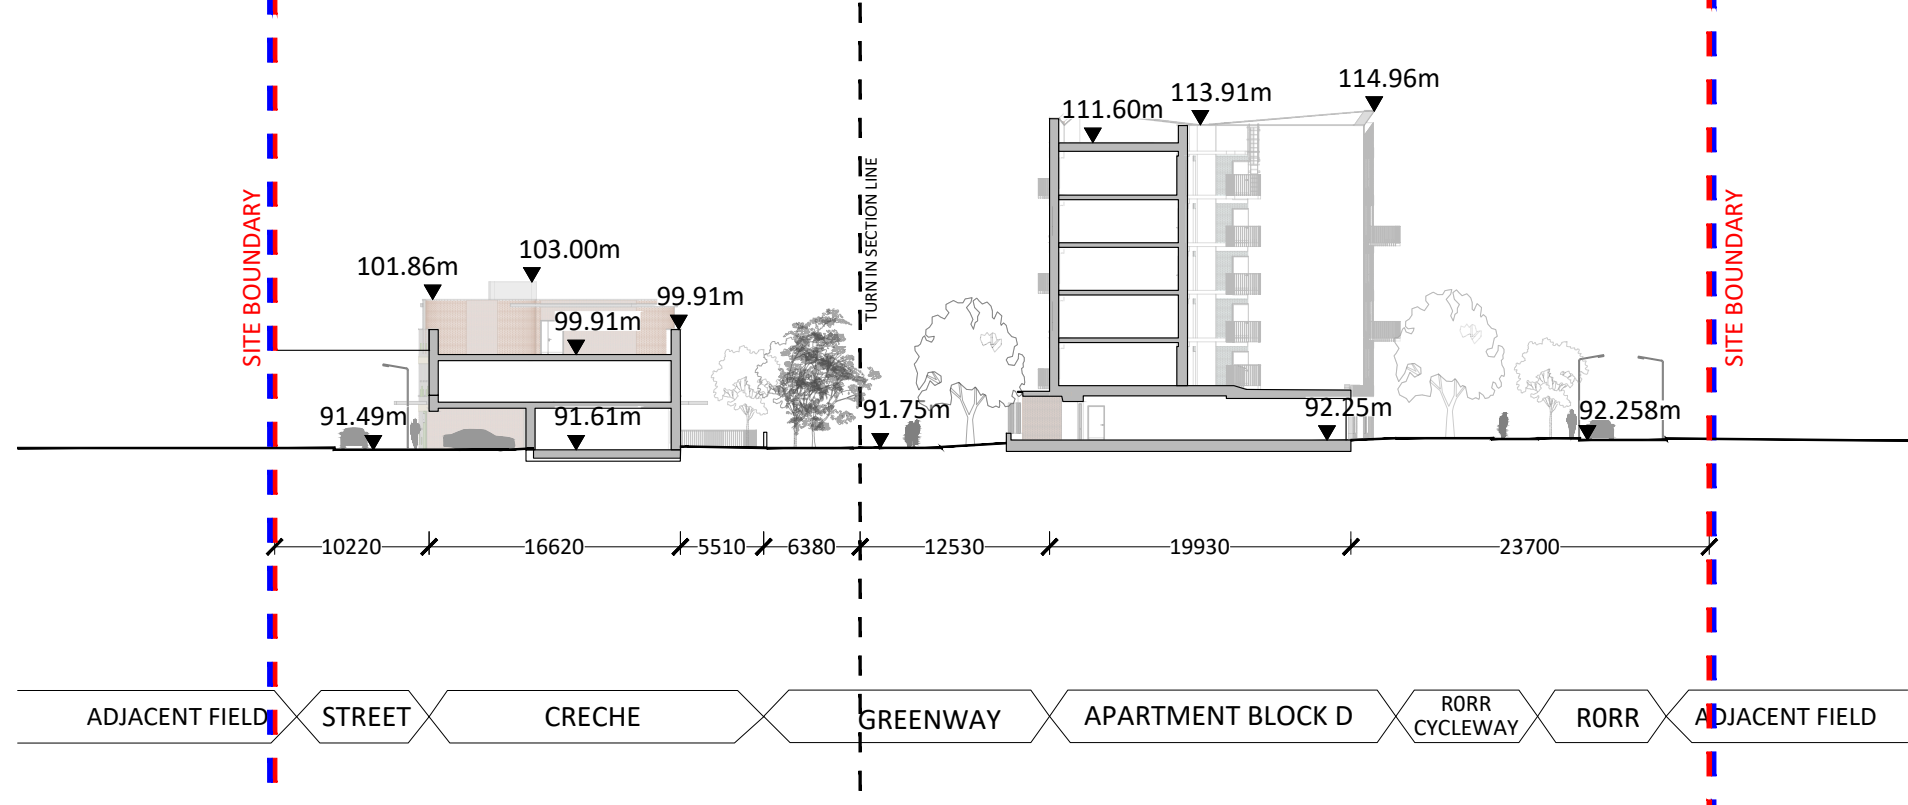 114.96m
113.91m
111.60m
SITE BOUNDARY
TURN IN SECTION LINE
SITE BOUNDARY
103.00m
101.86m
99.91m
99.91m
91.49m
91.61m
91.75m
92.25m
92.258m
10220
16620
5510
6380
12530
19930
23700
ADJACENT FIELD
STREET
CRECHE
GREENWAY
APARTMENT BLOCK D
RORR
CYCLEWAY
RORR
ADJACENT FIELD